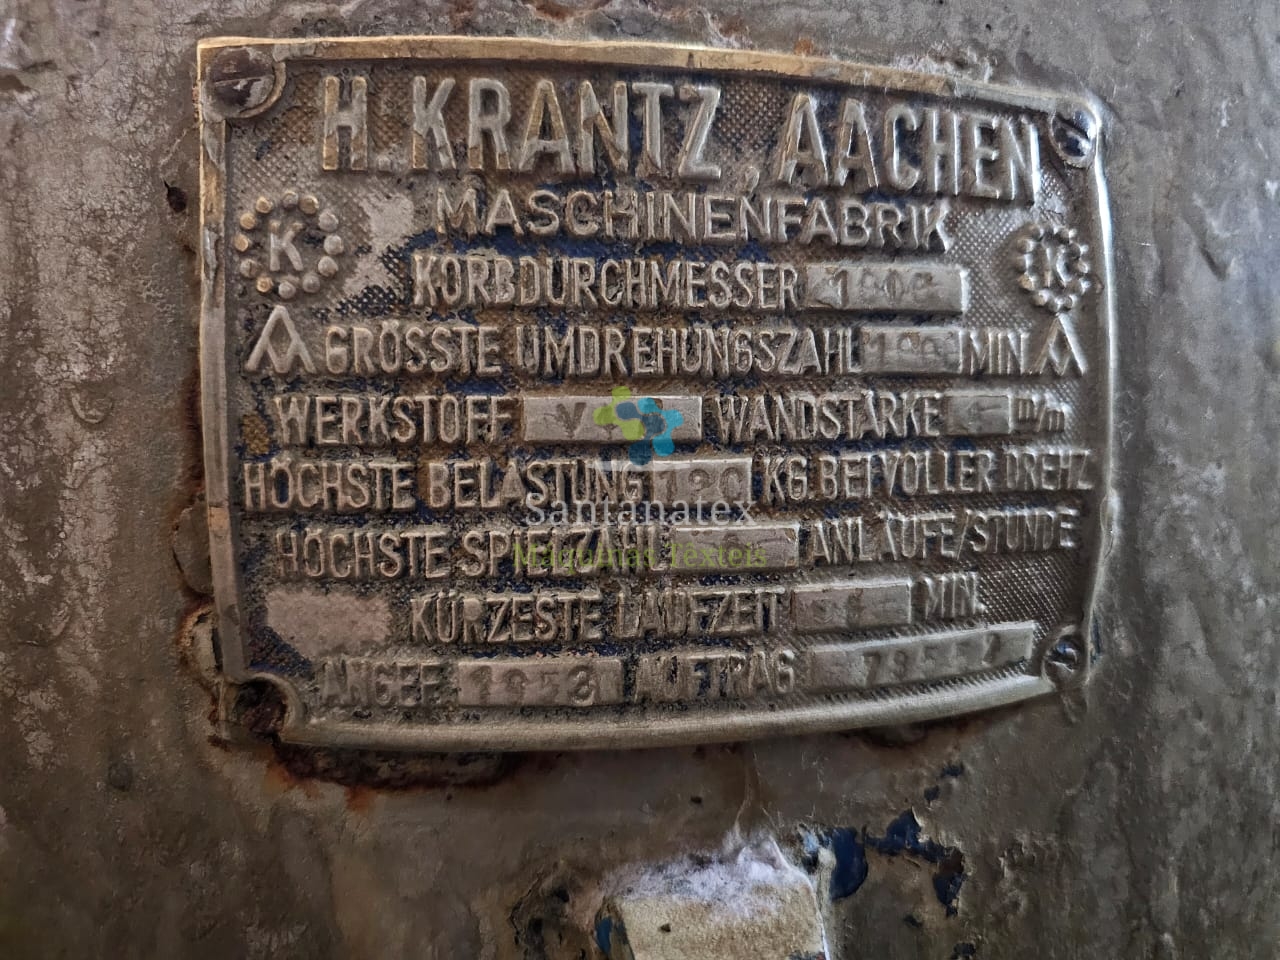 H. KRANTZ, AACHEN
MASCHINENFABRIK
K
K
KORBDURCHMESSER
GRÖSSTE UMDREHUNGSZAHL MIN.
WERKSTOFF WANDSTÄRKE m/m
HÖCHSTE BELASTUNG KG. BEI VOLLER DREHZ
HÖCHSTE SPIELZAHL ANLÄUFE/STUNDE
KÜRZESTE LAUFZEIT MIN.
ANGEF. 1953 AUFTRAG
Santanatex
Máquinas Têxteis